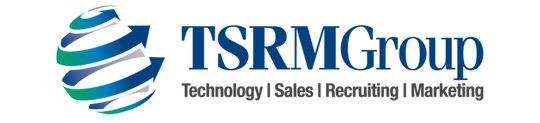 TSRMGroup
Technology | Sales | Recruiting | Marketing